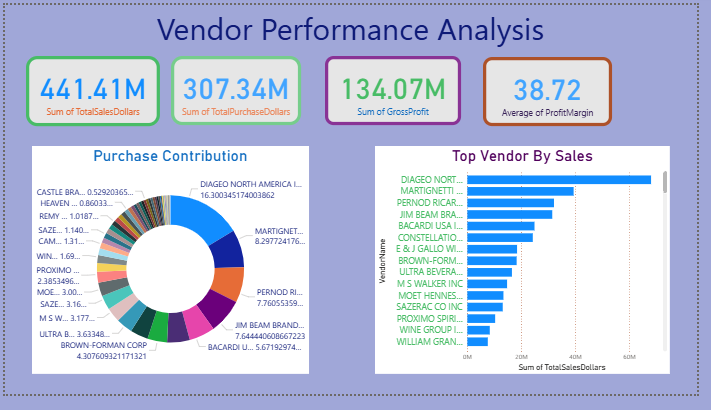 Vendor Performance Analysis
441.41M
Sum of TotalSalesDollars
307.34M
Sum of TotalPurchaseDollars
134.07M
Sum of GrossProfit
38.72
Average of ProfitMargin
Purchase Contribution
DIAGEO NORTH AMERICA I...
16.300345174003862
MARTIGNET...
8.297724176...
PERNOD RI...
7.76055359...
JIM BEAM BRAND...
7.644440608667223
BACARDI U... 5.67192974...
BROWN-FORMAN CORP
4.307609321171321
ULTRA B... 3.63348...
M S W... 3.177...
SAZE... 3.16...
MOE... 3.00...
PROXIMO ...
2.3853496...
WIN... 1.69...
CAM... 1.31...
SAZE... 1.140...
REMY ... 1.0187...
HEAVEN ... 0.86033...
CASTLE BRA... 0.52920365...
Top Vendor By Sales
VendorName
DIAGEO NORT...
MARTIGNETTI ...
PERNOD RICAR...
JIM BEAM BRA...
BACARDI USA I...
CONSTELLATIO...
E & J GALLO WI...
BROWN-FORM...
ULTRA BEVERA...
M S WALKER INC
MOET HENNES...
SAZERAC CO INC
PROXIMO SPIRI...
WINE GROUP I...
WILLIAM GRAN...
0M
20M
40M
60M
Sum of TotalSalesDollars